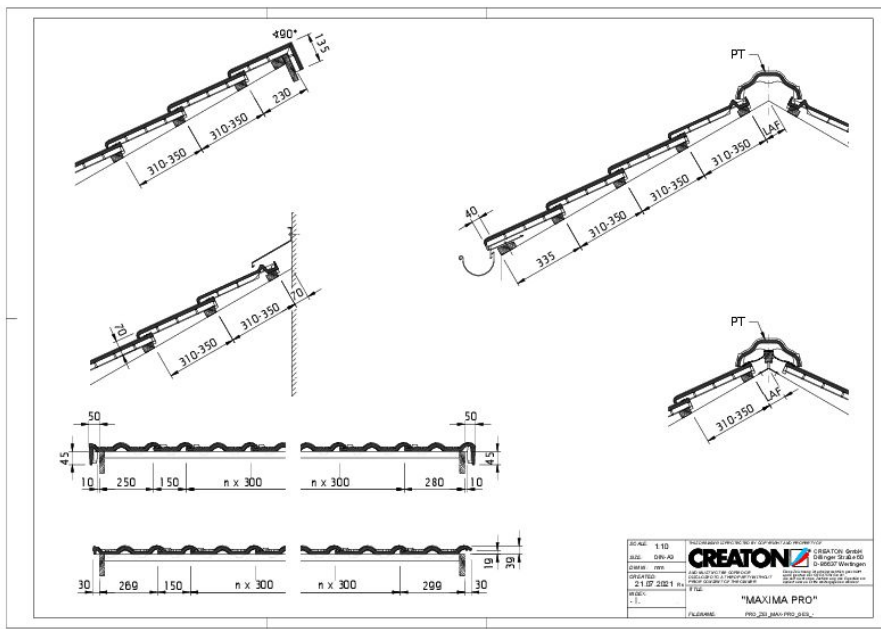 ∢90°
135
230
310-350
310-350
PT
LAF
310-350
310-350
310-350
335
40
70
310-350
310-350
70
PT
LAF
310-350
50
50
45
45
10
250
150
n x 300
n x 300
280
10
19
39
30
269
150
n x 300
n x 300
299
30
SCALE: 1:10
SIZE: DIN-A3
mm
CREATED:
21.07.2021
INDEX:
- 1.
CREATON
CREATON GmbH
Dillinger Straße 60
D-86637 Wertingen
TITLE:
"MAXIMA PRO"
FILENAME: